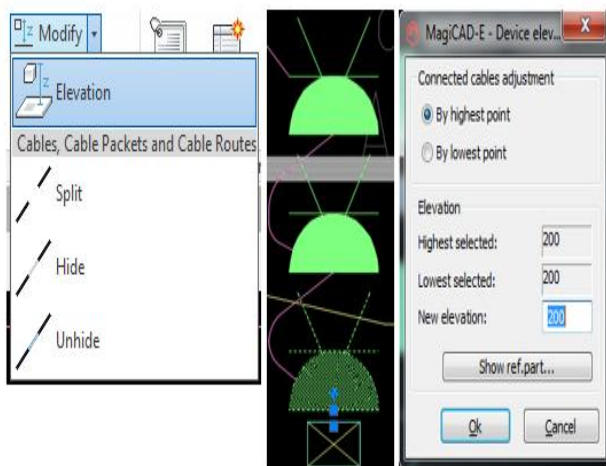 Modify
Elevation
Cables, Cable Packets and Cable Routes
Split
Hide
Unhide
MagiCAD-E - Device elev...
Connected cables adjustment
By highest point
By lowest point
Elevation
Highest selected: 200
Lowest selected: 200
New elevation: 200
Show ref.part...
Ok Cancel